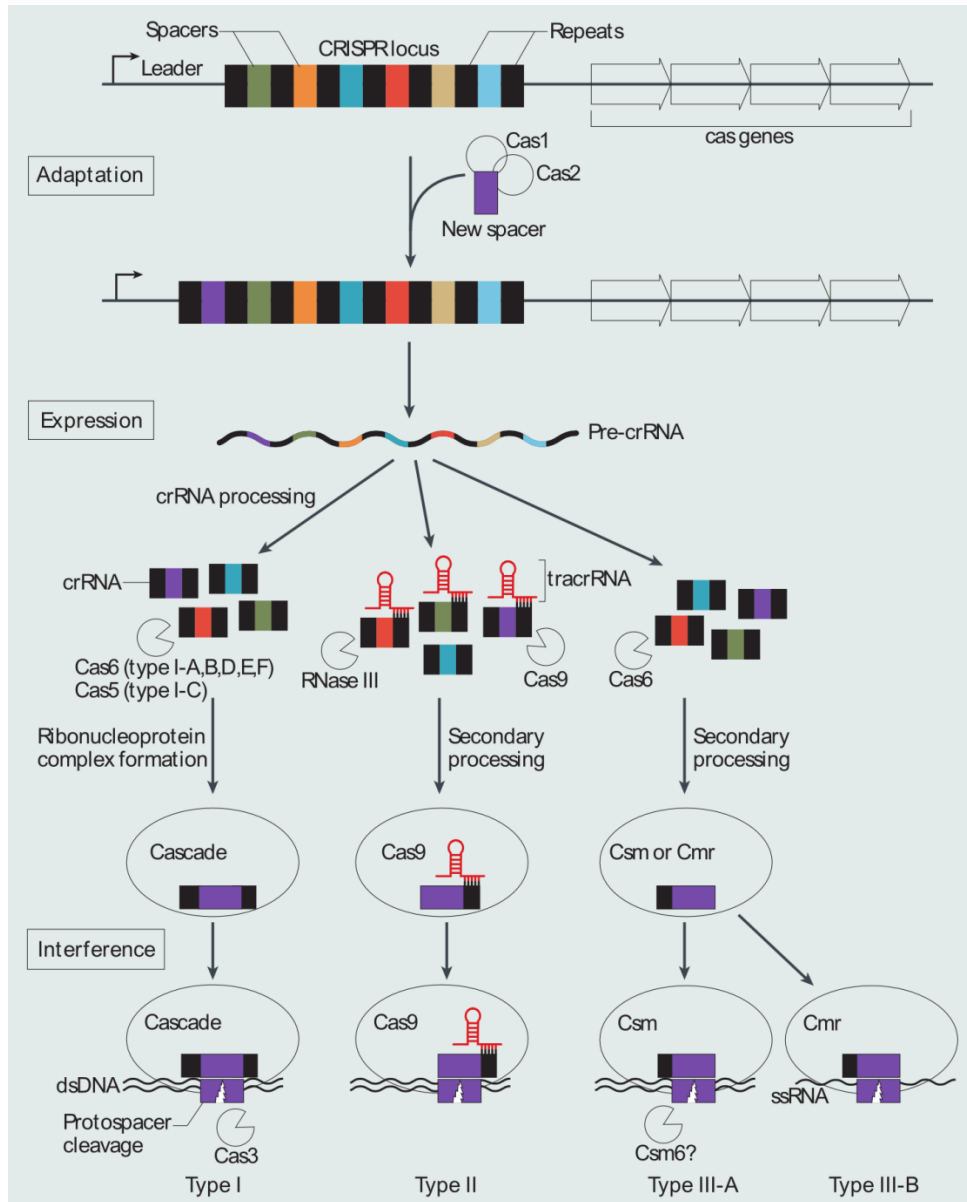 Spacers
CRISPR locus
Repeats
Leader
cas genes
Cas1
Cas2
New spacer
Adaptation
Expression
Pre-crRNA
crRNA processing
crRNA
tracrRNA
Cas6 (type I-A,B,D,E,F)
Cas5 (type I-C)
RNase III
Cas9
Cas6
Ribonucleoprotein
complex formation
Secondary
processing
Secondary
processing
Cascade
Cas9
Csm or Cmr
Interference
Cascade
Cas9
Csm
Cmr
dsDNA
ssRNA
Protospacer
cleavage
Cas3
Csm6?
Type I
Type II
Type III-A
Type III-B